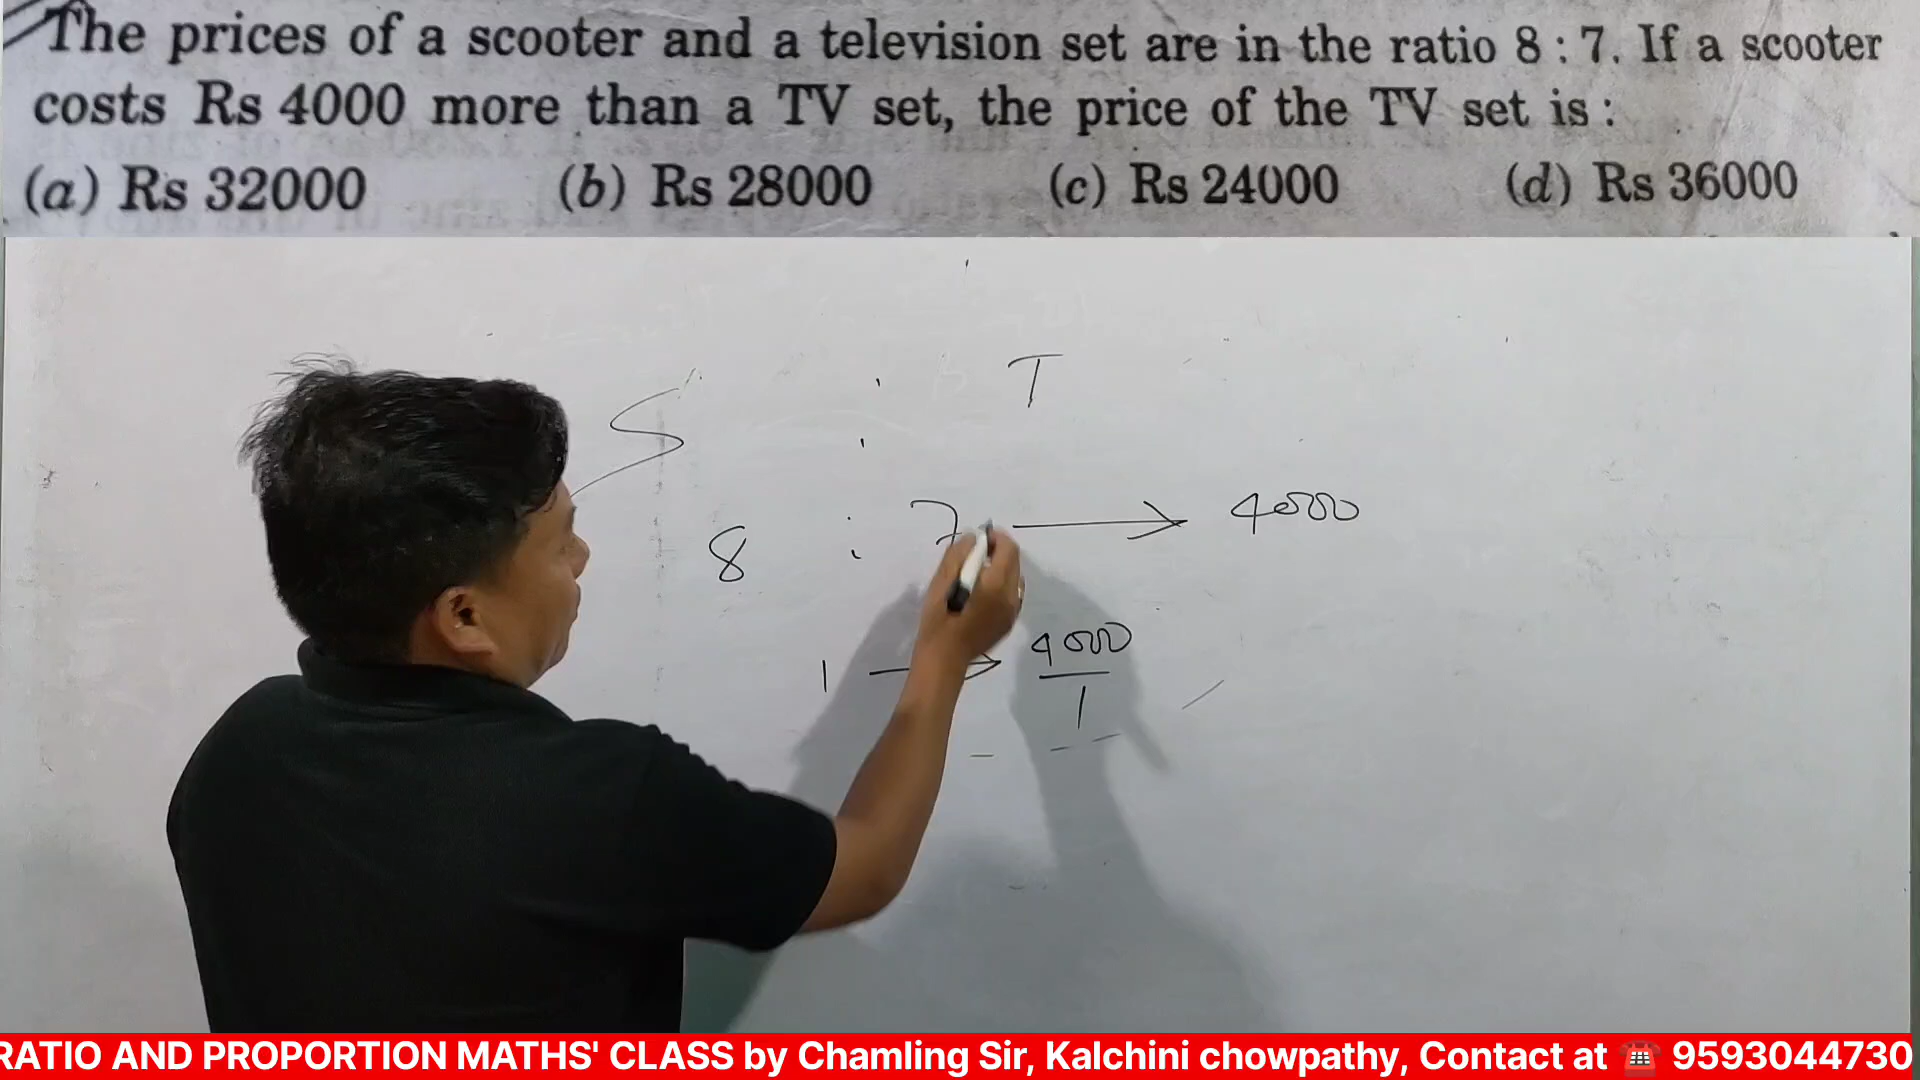 The prices of a scooter and a television set are in the ratio 8 : 7. If a scooter
costs Rs 4000 more than a TV set, the price of the TV set is :
(a) Rs 32000 (b) Rs 28000 (c) Rs 24000 (d) Rs 36000
S : T
8 : 7 → 4000
1 → 4000/1
RATIO AND PROPORTION MATHS' CLASS by Chamling Sir, Kalchini chowpathy, Contact at ☎ 9593044730